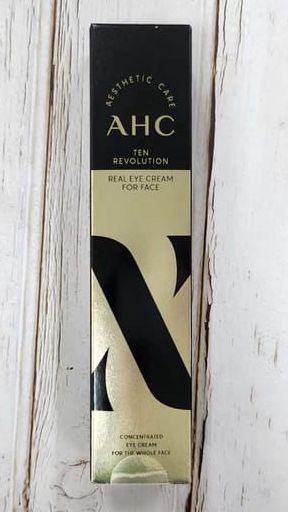 AESTHETIC CARE
AHC
TEN
REVOLUTION
REAL EYE CREAM
FOR FACE
CONCENTRATED
EYE CREAM
FOR THE WHOLE FACE